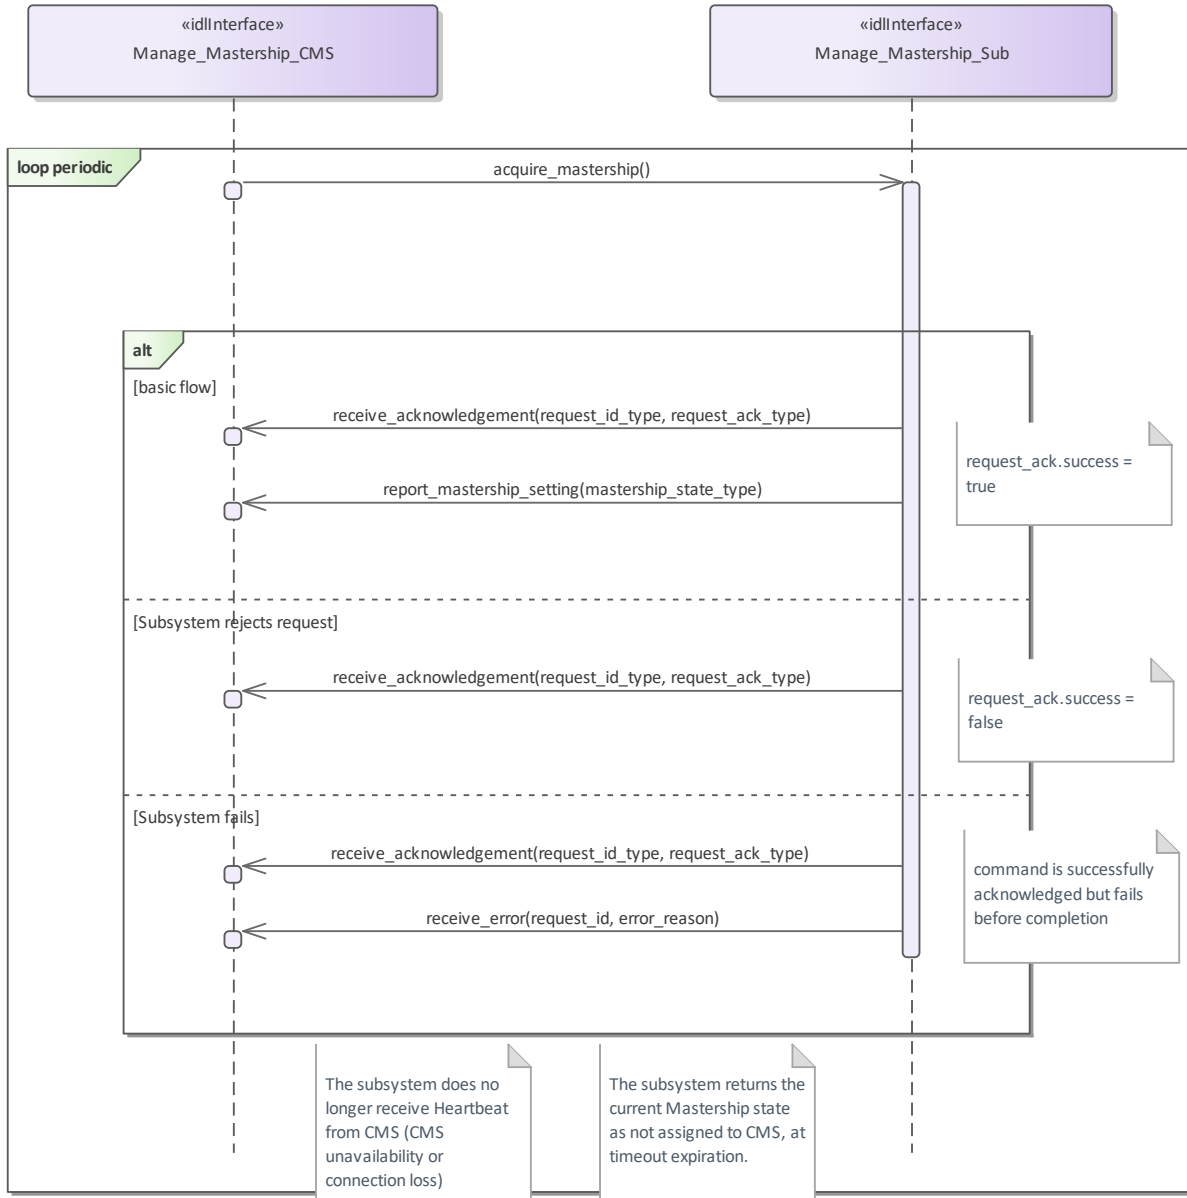 «idlInterface»
Manage_Mastership_CMS
«idlInterface»
Manage_Mastership_Sub
loop periodic
acquire_mastership()
alt
[basic flow]
receive_acknowledgement(request_id_type, request_ack_type)
request_ack.success =
true
report_mastership_setting(mastership_state_type)
[Subsystem rejects request]
receive_acknowledgement(request_id_type, request_ack_type)
request_ack.success =
false
[Subsystem fails]
receive_acknowledgement(request_id_type, request_ack_type)
command is successfully
acknowledged but fails
before completion
receive_error(request_id, error_reason)
The subsystem does no
longer receive Heartbeat
from CMS (CMS
unavailability or
connection loss)
The subsystem returns the
current Mastership state
as not assigned to CMS, at
timeout expiration.